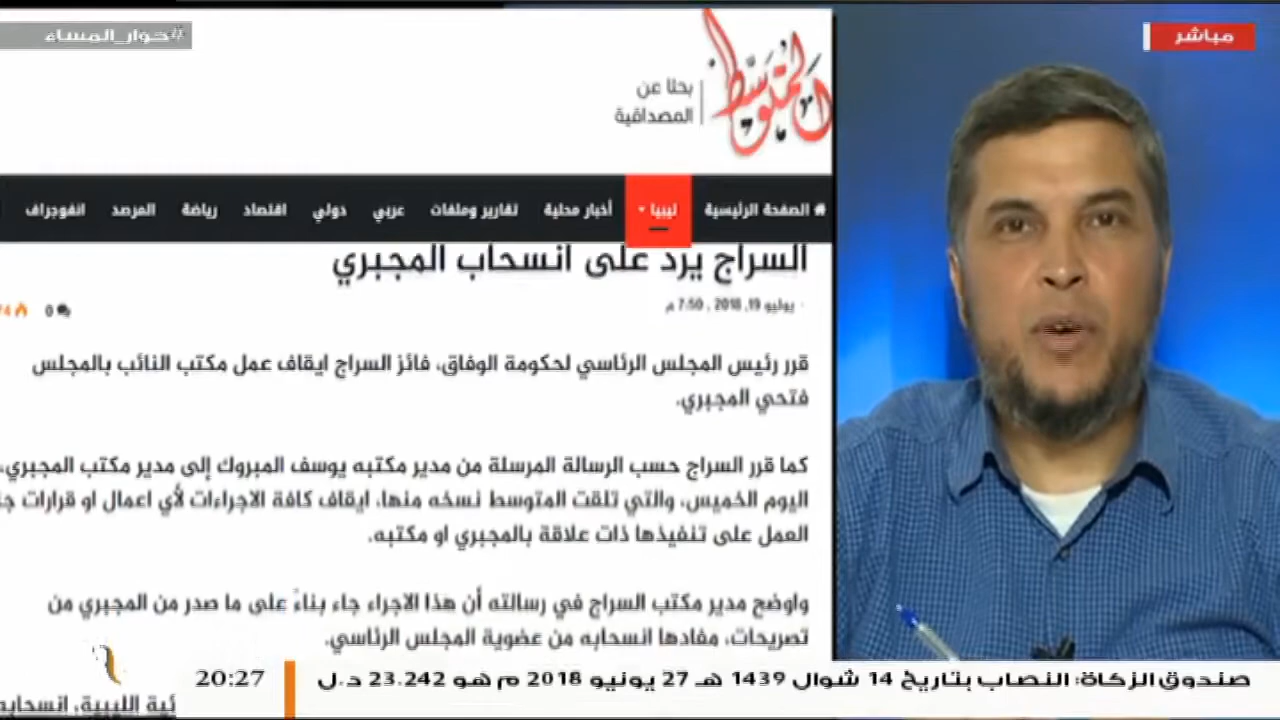 #حوار_المساء
مباشر
المتوسط
بحثا عن
المصداقية
الصفحة الرئيسية
ليبيا
أخبار محلية
تقارير وملفات
عربي
دولي
اقتصاد
رياضة
المرصد
انفوجراف
السراج يرد على انسحاب المجبري
يوليو 19, 2018 , 7:50 م
0
قرر رئيس المجلس الرئاسي لحكومة الوفاق، فائز السراج ايقاف عمل مكتب النائب بالمجلس
فتحي المجبري.
كما قرر السراج حسب الرسالة المرسلة من مدير مكتبه يوسف المبروك إلى مدير مكتب المجبري،
اليوم الخميس، والتي تلقت المتوسط نسخه منها، ايقاف كافة الاجراءات لأي اعمال او قرارات
العمل على تنفيذها ذات علاقة بالمجبري او مكتبه.
واوضح مدير مكتب السراج في رسالته أن هذا الاجراء جاء بناءً على ما صدر من المجبري من
تصريحات، مفادها انسحابه من عضوية المجلس الرئاسي.
صندوق الزكاة: النصاب بتاريخ 14 شوال 1439 هـ 27 يونيو 2018 م هو 23.242 د.ل
20:27
ئية الليبية, انسحابه